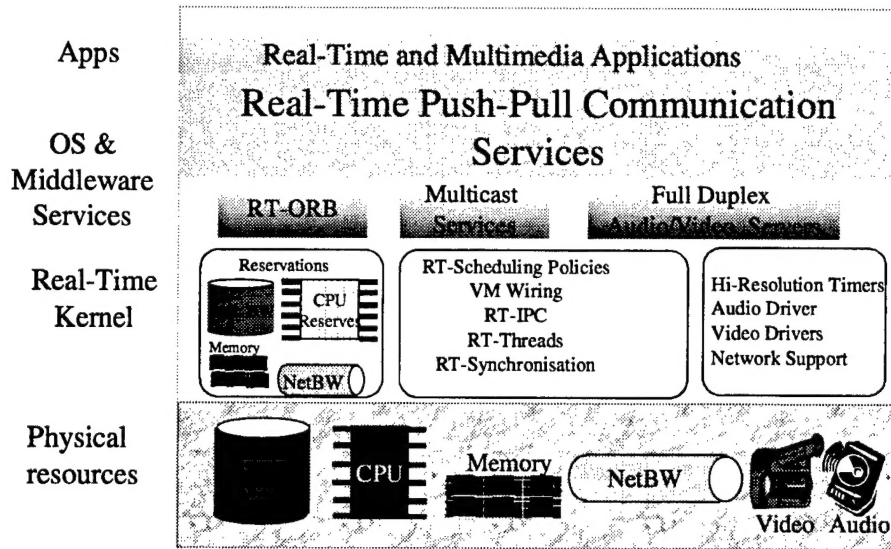 Apps
Real-Time and Multimedia Applications
Real-Time Push-Pull Communication
Services
OS &
Middleware
Services
RT-ORB
Multicast
Services
Full Duplex
Audio/Video Servers
Real-Time
Kernel
Reservations
CPU
Reserves
Memory
NetBW
RT-Scheduling Policies
VM Wiring
RT-IPC
RT-Threads
RT-Synchronisation
Hi-Resolution Timers
Audio Driver
Video Drivers
Network Support
Physical
resources
CPU
Memory
NetBW
Video
Audio